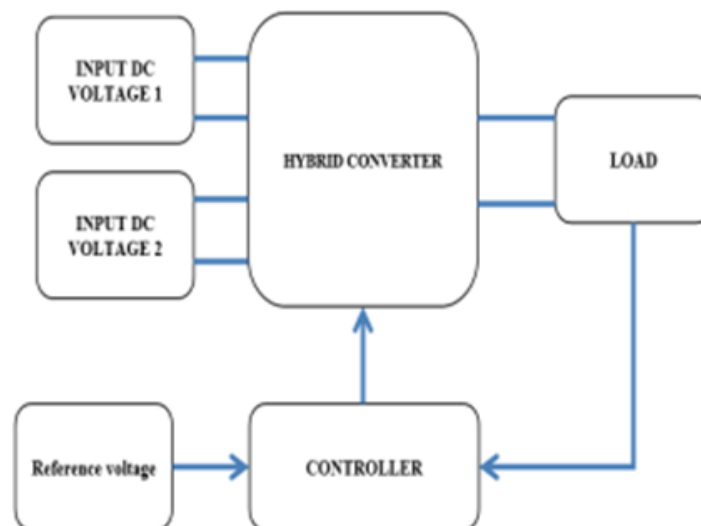 INPUT DC
VOLTAGE 1
HYBRID CONVERTER
LOAD
INPUT DC
VOLTAGE 2
Reference voltage
CONTROLLER